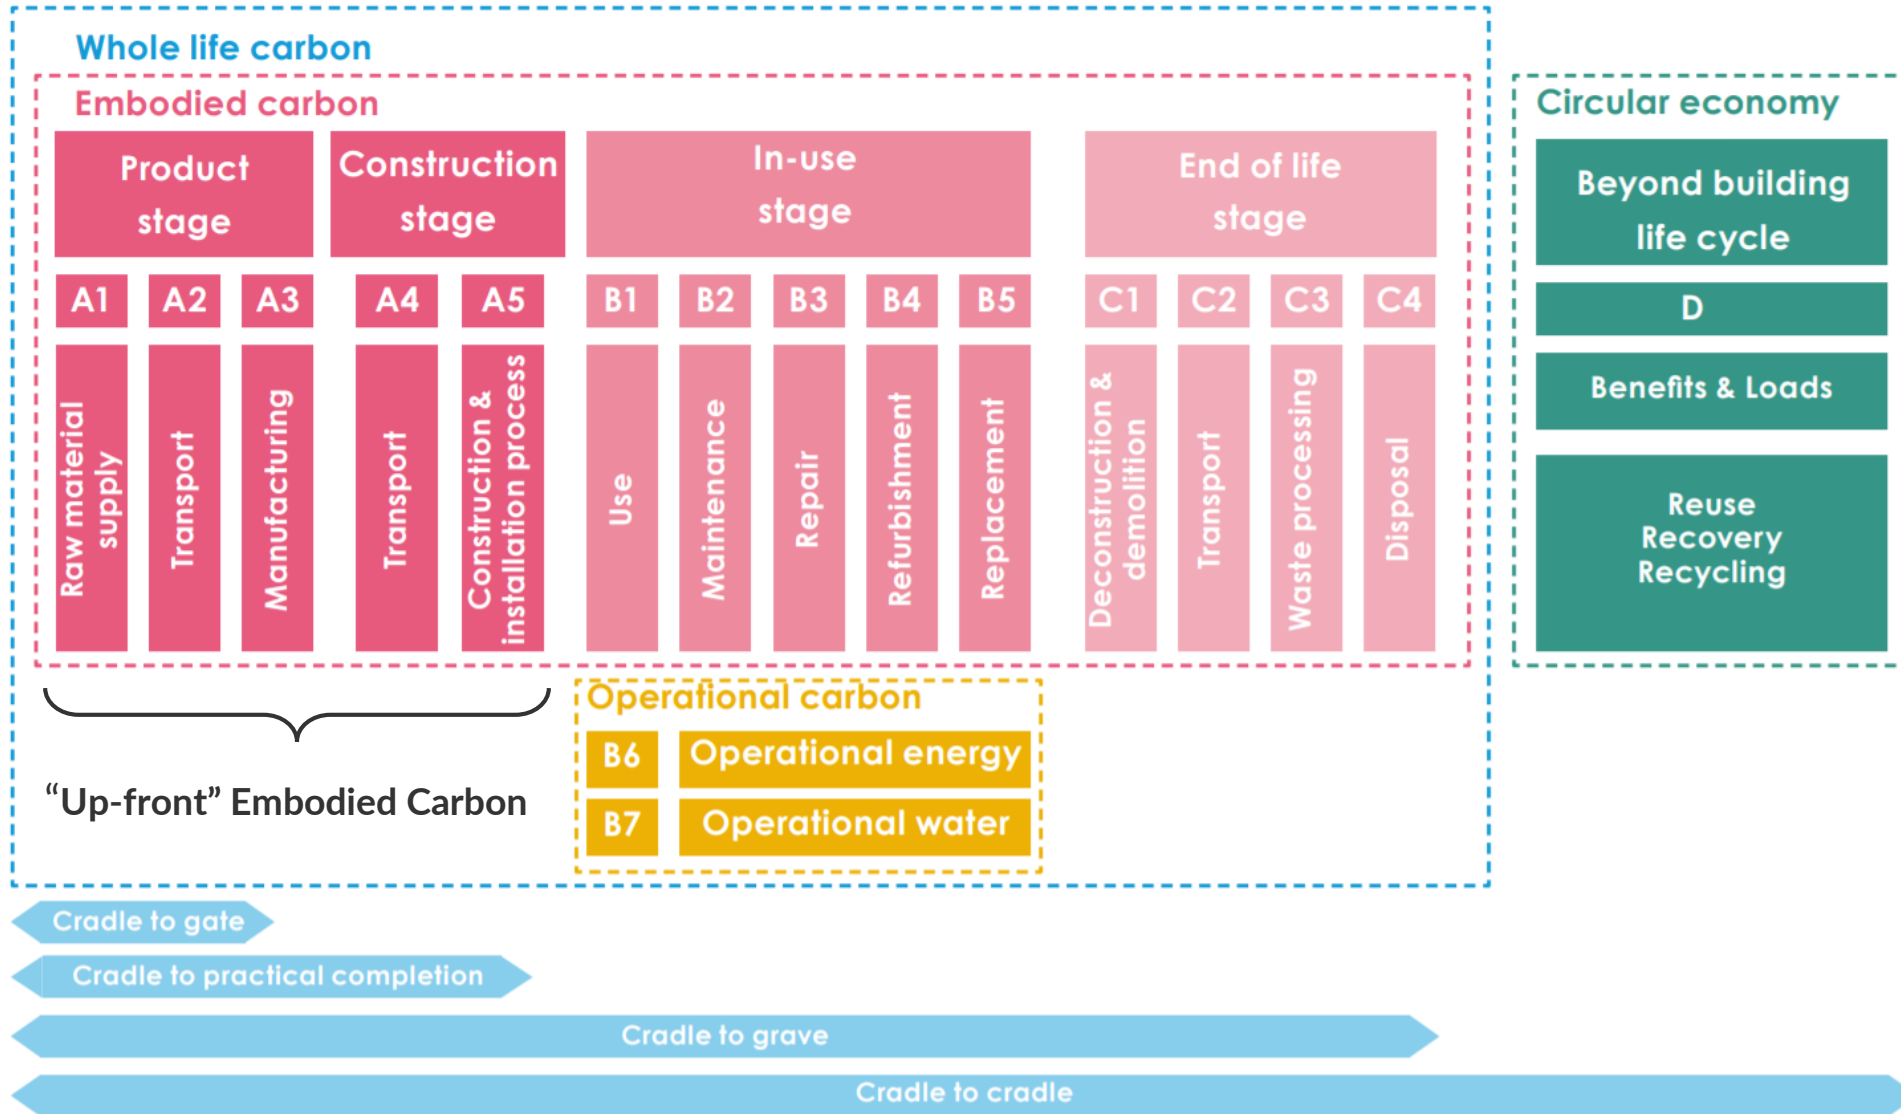 Whole life carbon
Embodied carbon
Product
stage
Construction
stage
In-use
stage
End of life
stage
A1
A2
A3
A4
A5
B1
B2
B3
B4
B5
C1
C2
C3
C4
Raw material
supply
Transport
Manufacturing
Transport
Construction &
installation process
Use
Maintenance
Repair
Refurbishment
Replacement
Deconstruction &
demolition
Transport
Waste processing
Disposal
Circular economy
Beyond building
life cycle
D
Benefits & Loads
Reuse
Recovery
Recycling
“Up-front” Embodied Carbon
Operational carbon
B6
Operational energy
B7
Operational water
Cradle to gate
Cradle to practical completion
Cradle to grave
Cradle to cradle